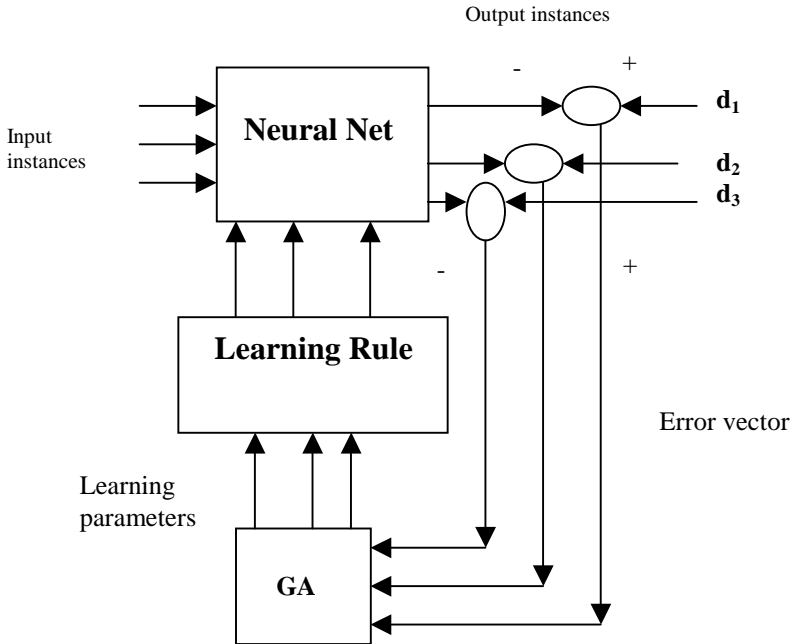 Output instances
- +
Neural Net
d₁
Input
instances
d₂
d₃
- +
Learning Rule
Error vector
Learning
parameters
GA